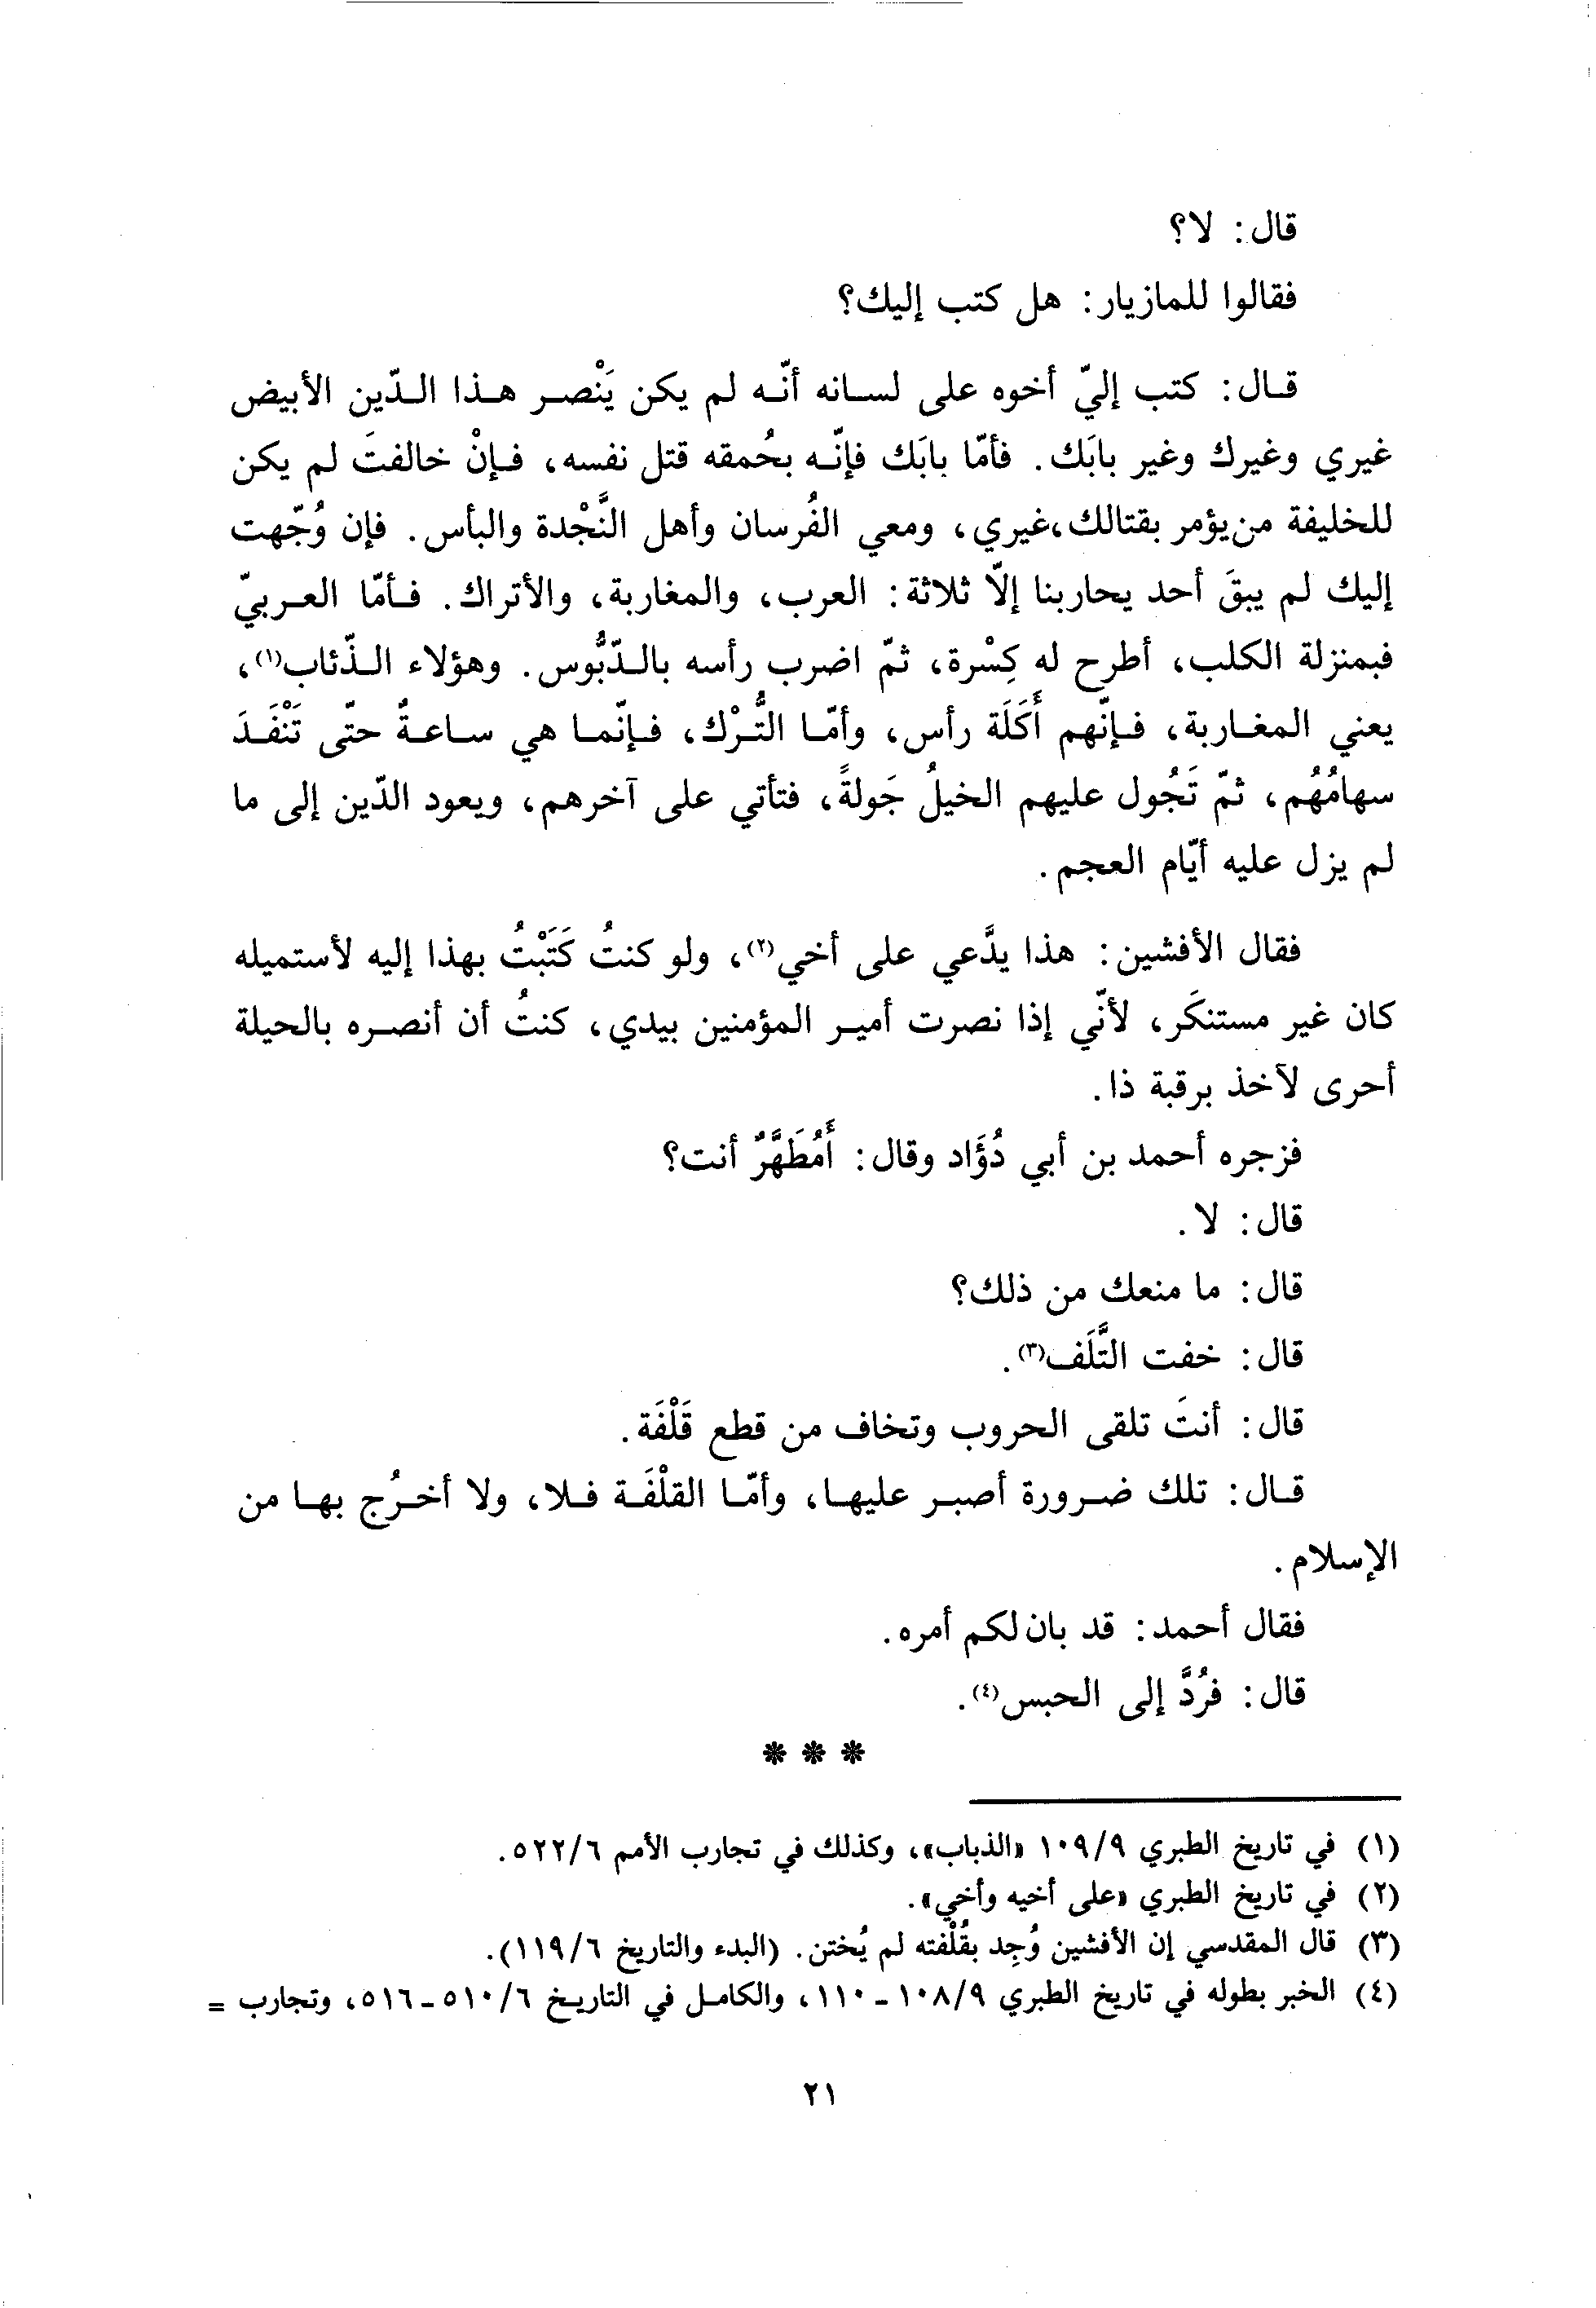 قال: لا؟
فقالوا للمازيار: هل كتب إليك؟
قال: كتب إليّ أخوه على لسانه أنّه لم يكن يَنْصر هذا الدّين الأبيض
غيري وغيرك وغير بابَك. فأمّا بابَك فإنّه بحُمقه قتل نفسه، فإنْ خالفتَ لم يكن
للخليفة من يؤمر بقتالك،غيري، ومعي الفُرسان وأهل النَّجْدة والبأس. فإن وُجّهت
إليك لم يبقَ أحد يحاربنا إلّا ثلاثة: العرب، والمغاربة، والأتراك. فأمّا العربيّ
فبمنزلة الكلب، أطرح له كِسْرة، ثمّ اضرب رأسه بالدّبُّوس. وهؤلاء الذّئاب(١)،
يعني المغاربة، فإنّهم أَكَلَة رأس، وأمّا التُّرْك، فإنّما هي ساعةٌ حتّى تَنْفَدَ
سهامُهُم، ثمّ تَجُول عليهم الخيلُ جَولةً، فتأتي على آخرهم، ويعود الدّين إلى ما
لم يزل عليه أيّام العجم.
فقال الأفشين: هذا يدَّعي على أخي(٢)، ولو كنتُ كَتَبْتُ بهذا إليه لأستميله
كان غير مستنكَر، لأنّي إذا نصرت أمير المؤمنين بيدي، كنتُ أن أنصره بالحيلة
أحرى لآخذ برقبة ذا.
فزجره أحمد بن أبي دُؤَاد وقال: أَمُطَهَّرٌ أنت؟
قال: لا.
قال: ما منعك من ذلك؟
قال: خفت التَّلَف(٣).
قال: أنتَ تلقى الحروب وتخاف من قطع قَلْفَة.
قال: تلك ضرورة أصبر عليها، وأمّا القلْفَة فلا، ولا أخرُج بها من
الإسلام.
فقال أحمد: قد بان لكم أمره.
قال: فرُدَّ إلى الحبس(٤).
* * *
(١) في تاريخ الطبري ١٠٩/٩ «الذباب»، وكذلك في تجارب الأمم ٥٢٢/٦.
(٢) في تاريخ الطبري «على أخيه وأخي».
(٣) قال المقدسي إن الأفشين وُجِد بقُلْفته لم يُختن. (البدء والتاريخ ١١٩/٦).
(٤) الخبر بطوله في تاريخ الطبري ١٠٨/٩ - ١١٠، والكامل في التاريخ ٥١٠/٦ - ٥١٦، وتجارب =
٢١